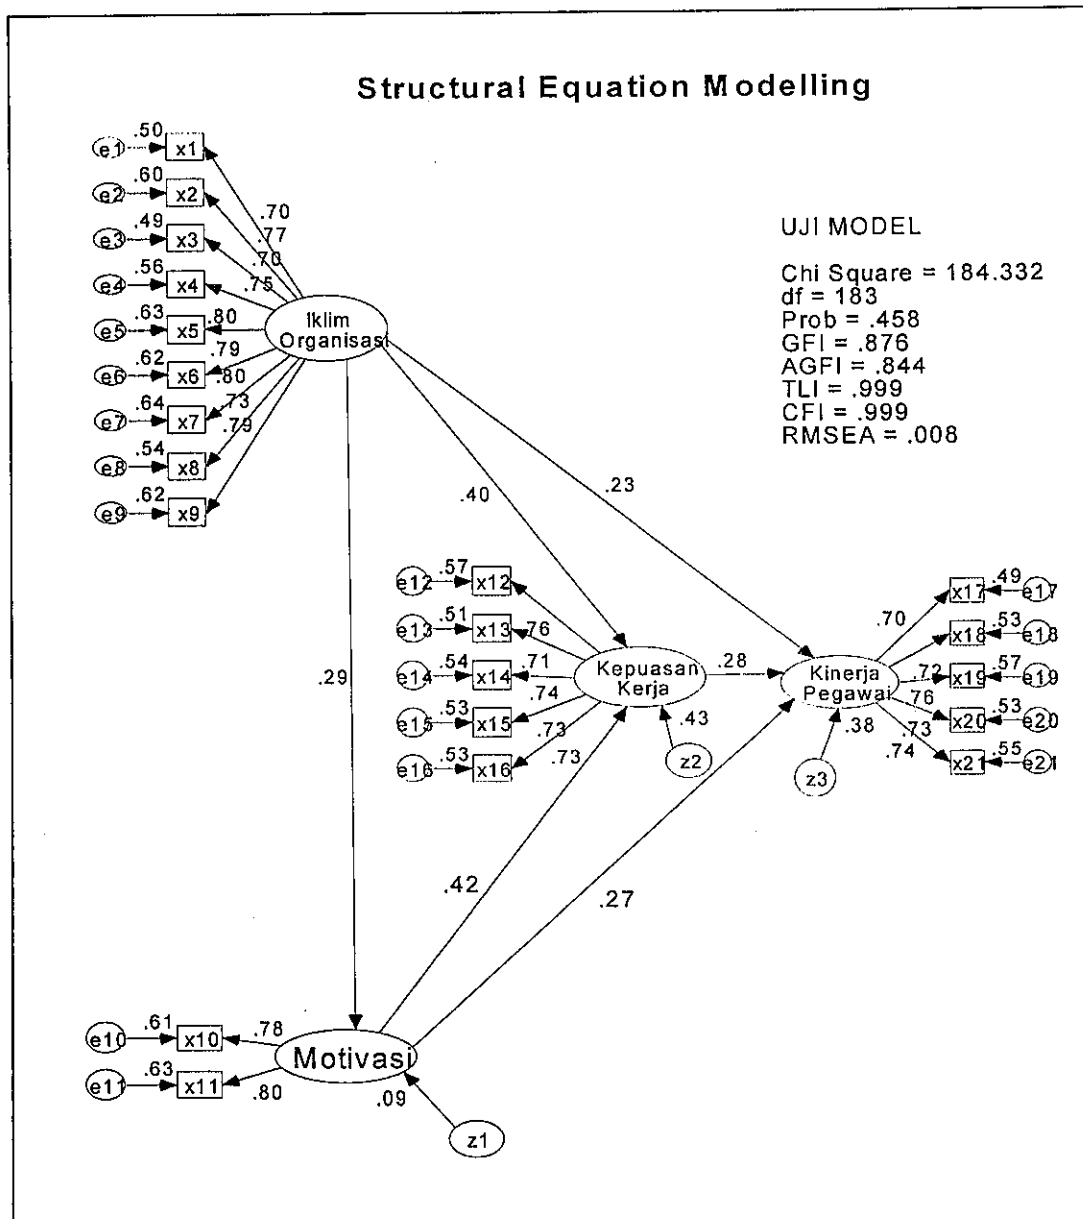 Structural Equation Modelling
.50
e1 x1
.60
e2 x2
.49
e3 x3
.56
e4 x4
.63
e5 x5
.62
e6 x6
.64
e7 x7
.54
e8 x8
.62
e9 x9
.70
.77
.70
.75
.80
.79
.80
.73
.79
Iklim
Organisasi
UJI MODEL
Chi Square = 184.332
df = 183
Prob = .458
GFI = .876
AGFI = .844
TLI = .999
CFI = .999
RMSEA = .008
.40
.23
.29
.57
e12 x12
.51
e13 x13
.54
e14 x14
.53
e15 x15
.53
e16 x16
.76
.71
.74
.73
.73
Kepuasan
Kerja
.43
z2
.28
Kinerja
Pegawai
.38
z3
.70
.72
.76
.73
.74
.49
x17 e17
.53
x18 e18
.57
x19 e19
.53
x20 e20
.55
x21 e21
.42
.27
.61
e10 x10
.63
e11 x11
.78
.80
Motivasi
.09
z1